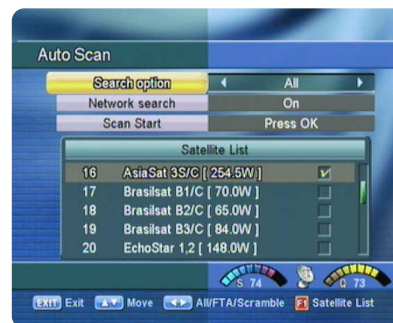 Auto Scan
Search option All
Network search On
Scan Start Press OK
Satellite List
16 AsiaSat 3S/C [ 254.5W ]
17 Brasilsat B1/C [ 70.0W ]
18 Brasilsat B2/C [ 65.0W ]
19 Brasilsat B3/C [ 84.0W ]
20 EchoStar 1,2 [ 148.0W ]
S 74 Q 73
EXIT Exit Move All/FTA/Scramble F1 Satellite List